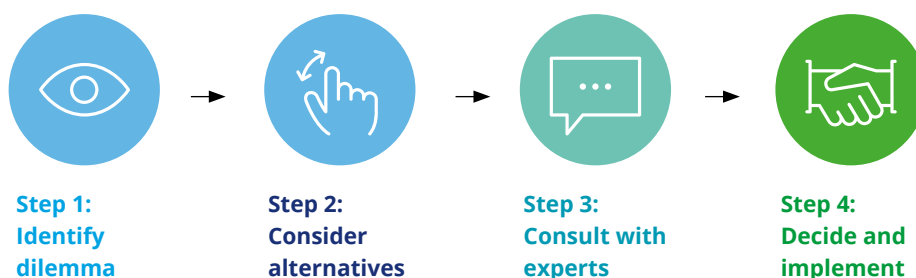 Step 1:
Identify
dilemma
Step 2:
Consider
alternatives
Step 3:
Consult with
experts
Step 4:
Decide and
implement